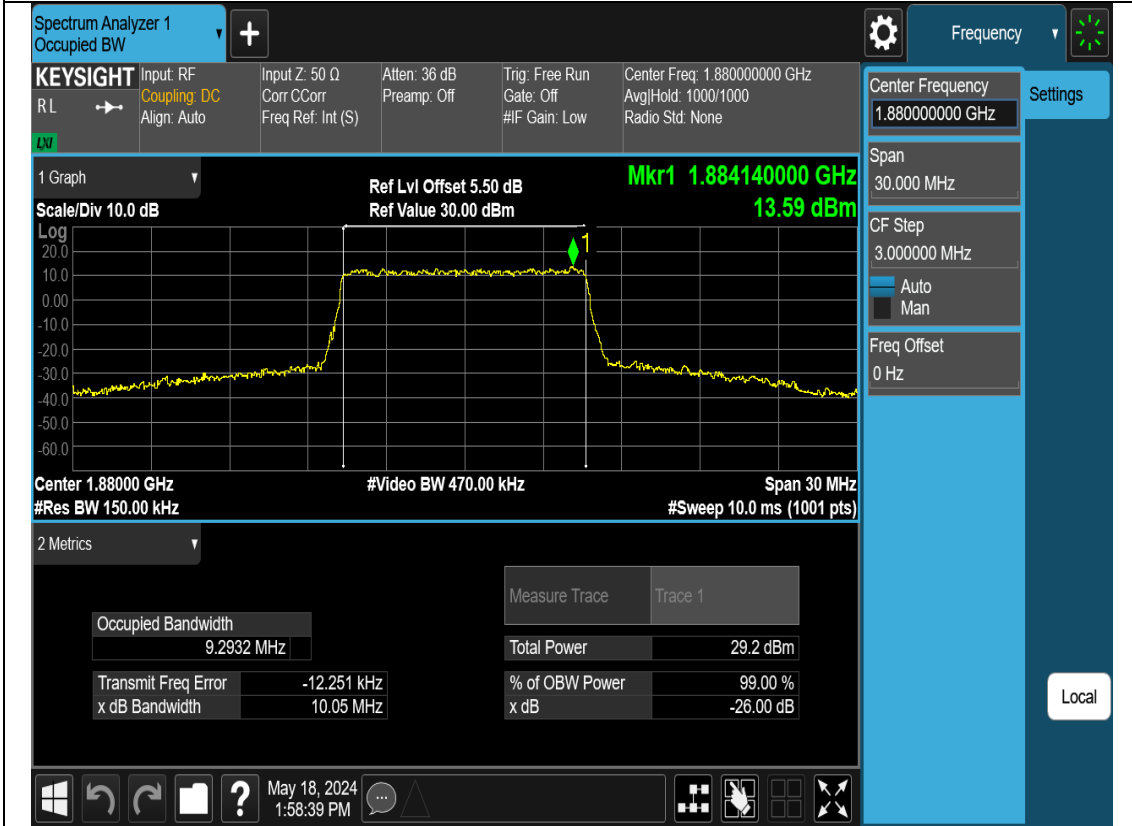 Spectrum Analyzer 1
Occupied BW
+
Frequency
KEYSIGHT
R L
LXI
Input: RF
Coupling: DC
Align: Auto
Input Z: 50 Ω
Corr CCorr
Freq Ref: Int (S)
Atten: 36 dB
Preamp: Off
Trig: Free Run
Gate: Off
#IF Gain: Low
Center Freq: 1.880000000 GHz
Avg|Hold: 1000/1000
Radio Std: None
Center Frequency
1.880000000 GHz
Settings
Span
30.000 MHz
CF Step
3.000000 MHz
Auto
Man
Freq Offset
0 Hz
Local
1 Graph
Ref Lvl Offset 5.50 dB
Mkr1 1.884140000 GHz
Scale/Div 10.0 dB
Ref Value 30.00 dBm
13.59 dBm
Log
20.0
10.0
0.00
-10.0
-20.0
-30.0
-40.0
-50.0
-60.0
1
Center 1.88000 GHz
#Video BW 470.00 kHz
Span 30 MHz
#Res BW 150.00 kHz
#Sweep 10.0 ms (1001 pts)
2 Metrics
Measure Trace
Trace 1
Occupied Bandwidth
9.2932 MHz
Total Power
29.2 dBm
Transmit Freq Error
-12.251 kHz
% of OBW Power
99.00 %
x dB Bandwidth
10.05 MHz
x dB
-26.00 dB
?
May 18, 2024
1:58:39 PM